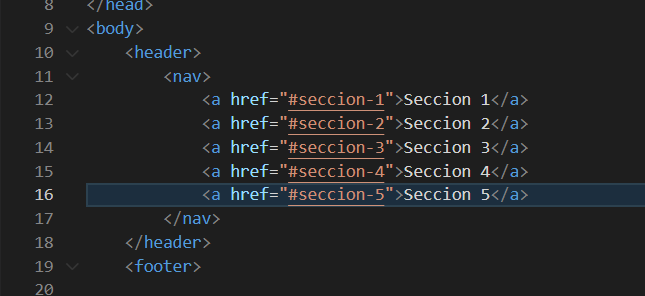 8 </head>
9 <body>
10 <header>
11 <nav>
12 <a href="#seccion-1">Seccion 1</a>
13 <a href="#seccion-2">Seccion 2</a>
14 <a href="#seccion-3">Seccion 3</a>
15 <a href="#seccion-4">Seccion 4</a>
16 <a href="#seccion-5">Seccion 5</a>
17 </nav>
18 </header>
19 <footer>
20